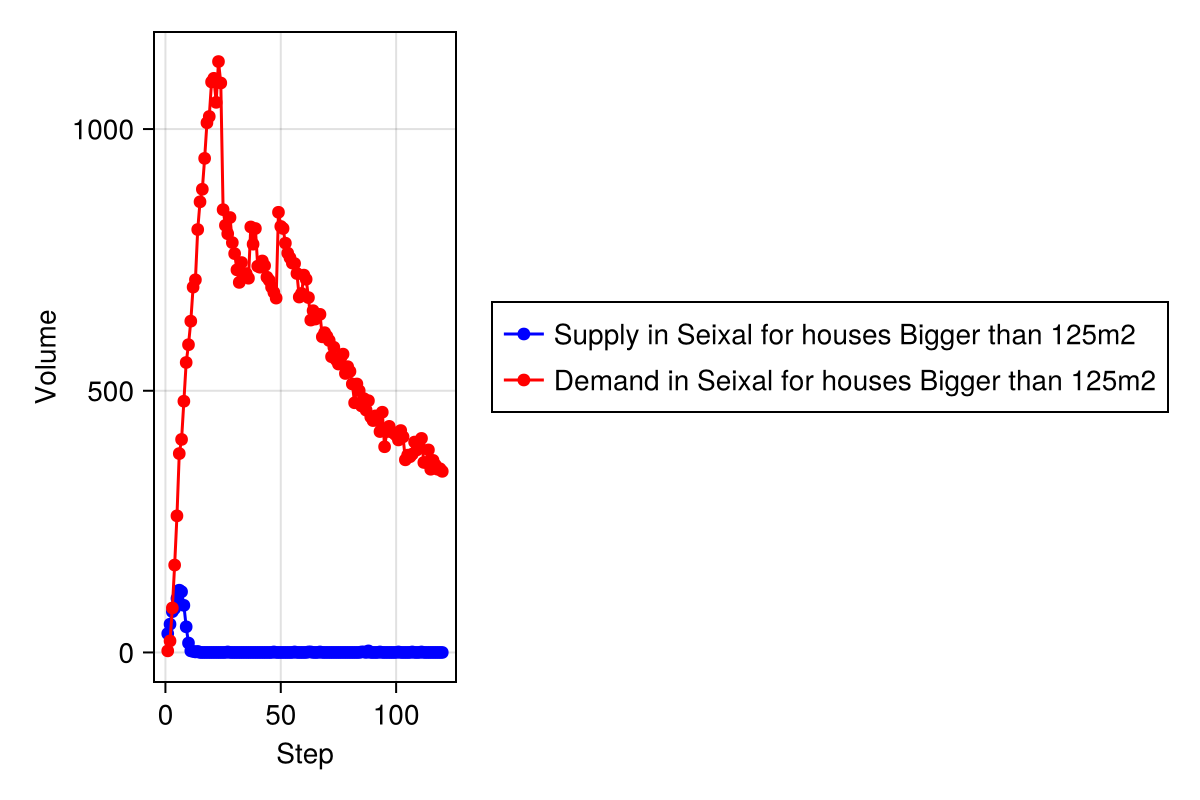 Volume
1000
500
0
0 50 100
Step
Supply in Seixal for houses Bigger than 125m2
Demand in Seixal for houses Bigger than 125m2